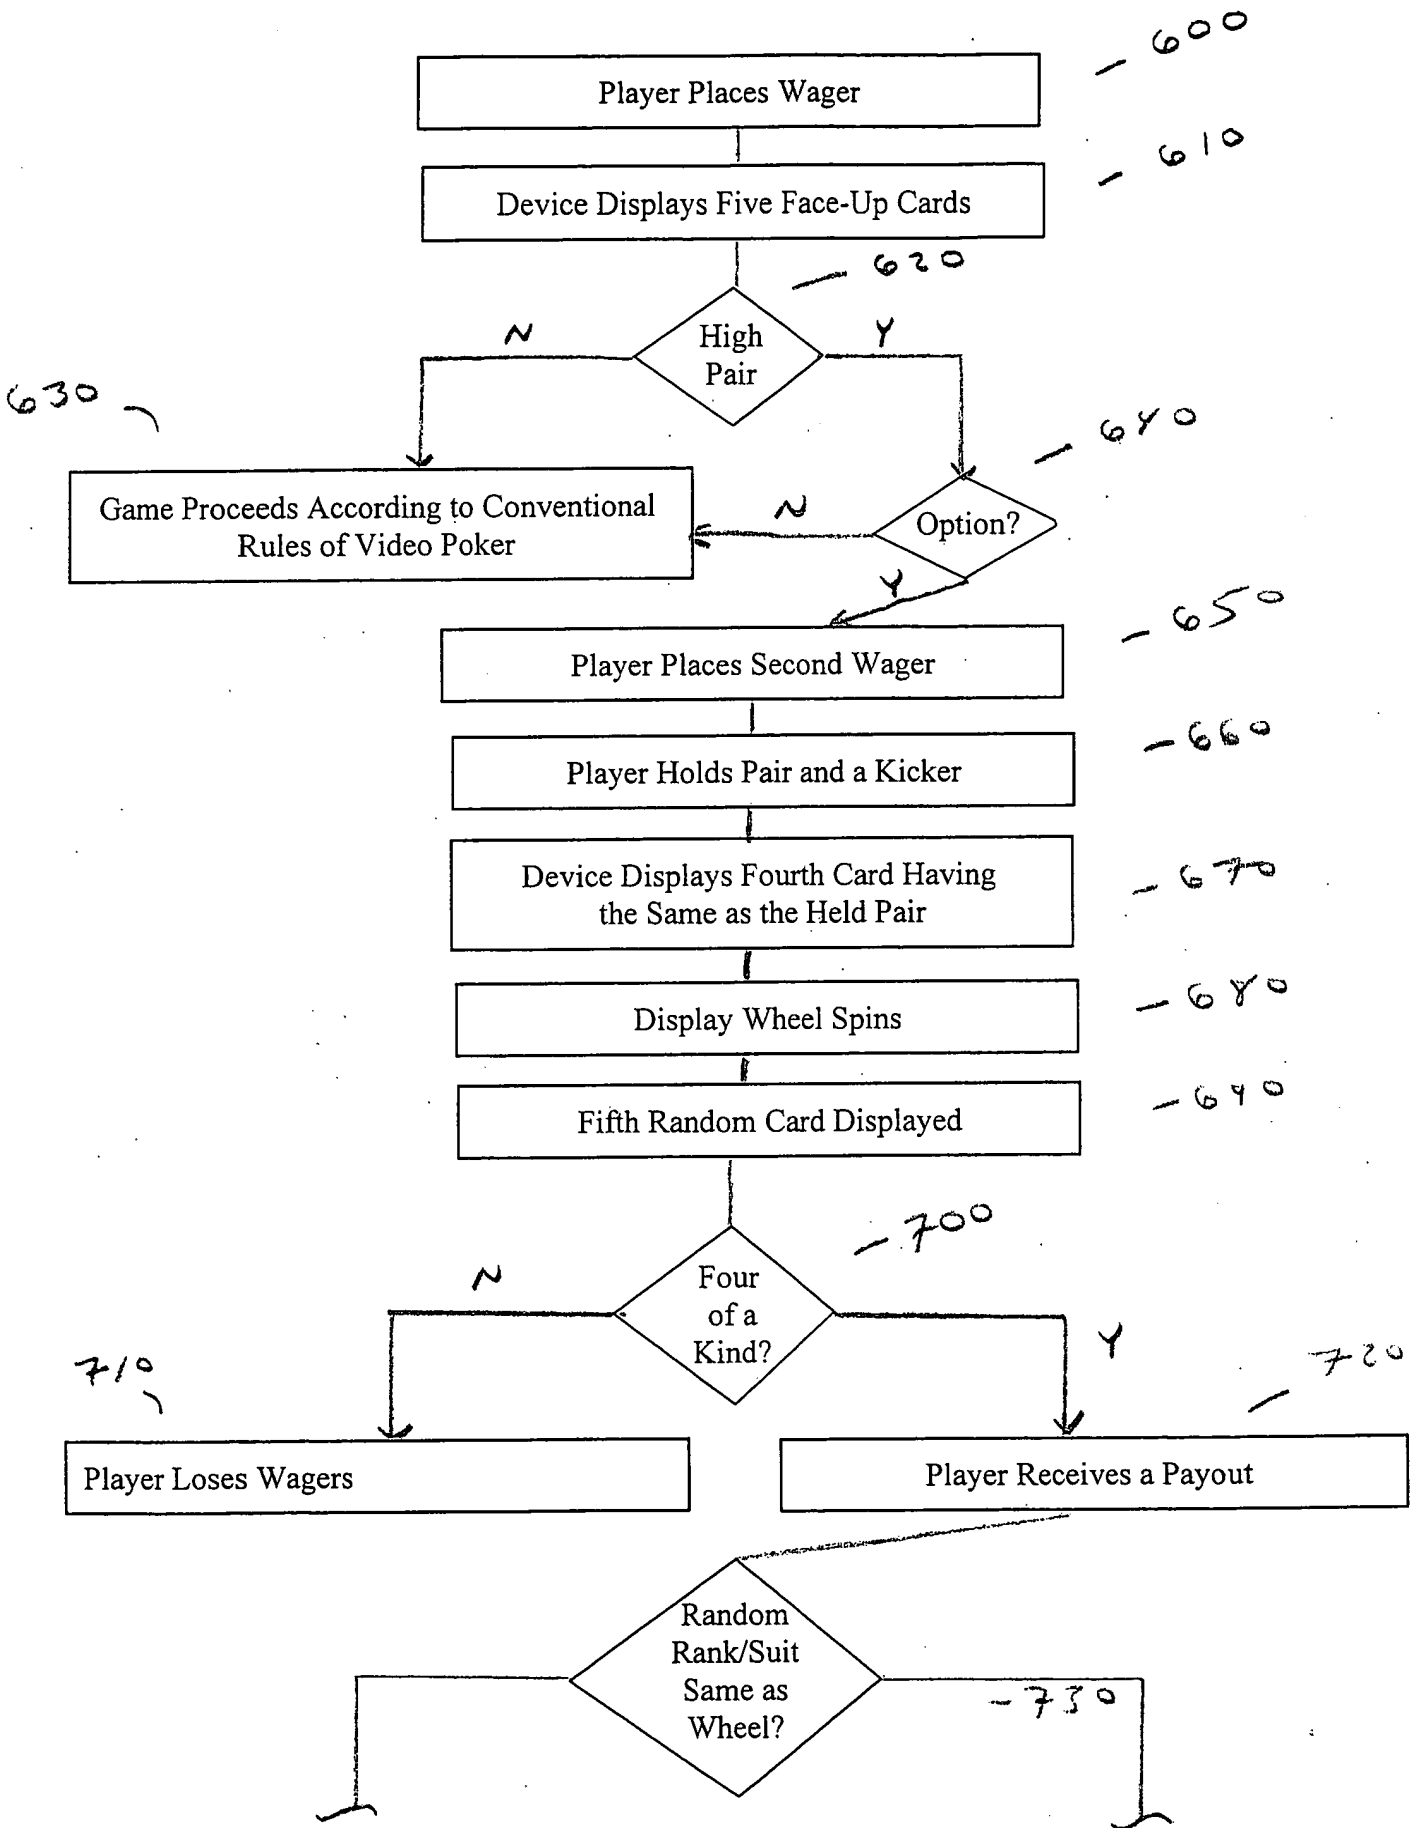 600
Player Places Wager
610
Device Displays Five Face-Up Cards
620
High
Pair
N
Y
630
640
Game Proceeds According to Conventional
Rules of Video Poker
N
Option?
Y
650
Player Places Second Wager
660
Player Holds Pair and a Kicker
670
Device Displays Fourth Card Having
the Same as the Held Pair
680
Display Wheel Spins
690
Fifth Random Card Displayed
700
Four
of a
Kind?
N
Y
710
720
Player Loses Wagers
Player Receives a Payout
Random
Rank/Suit
Same as
Wheel?
730